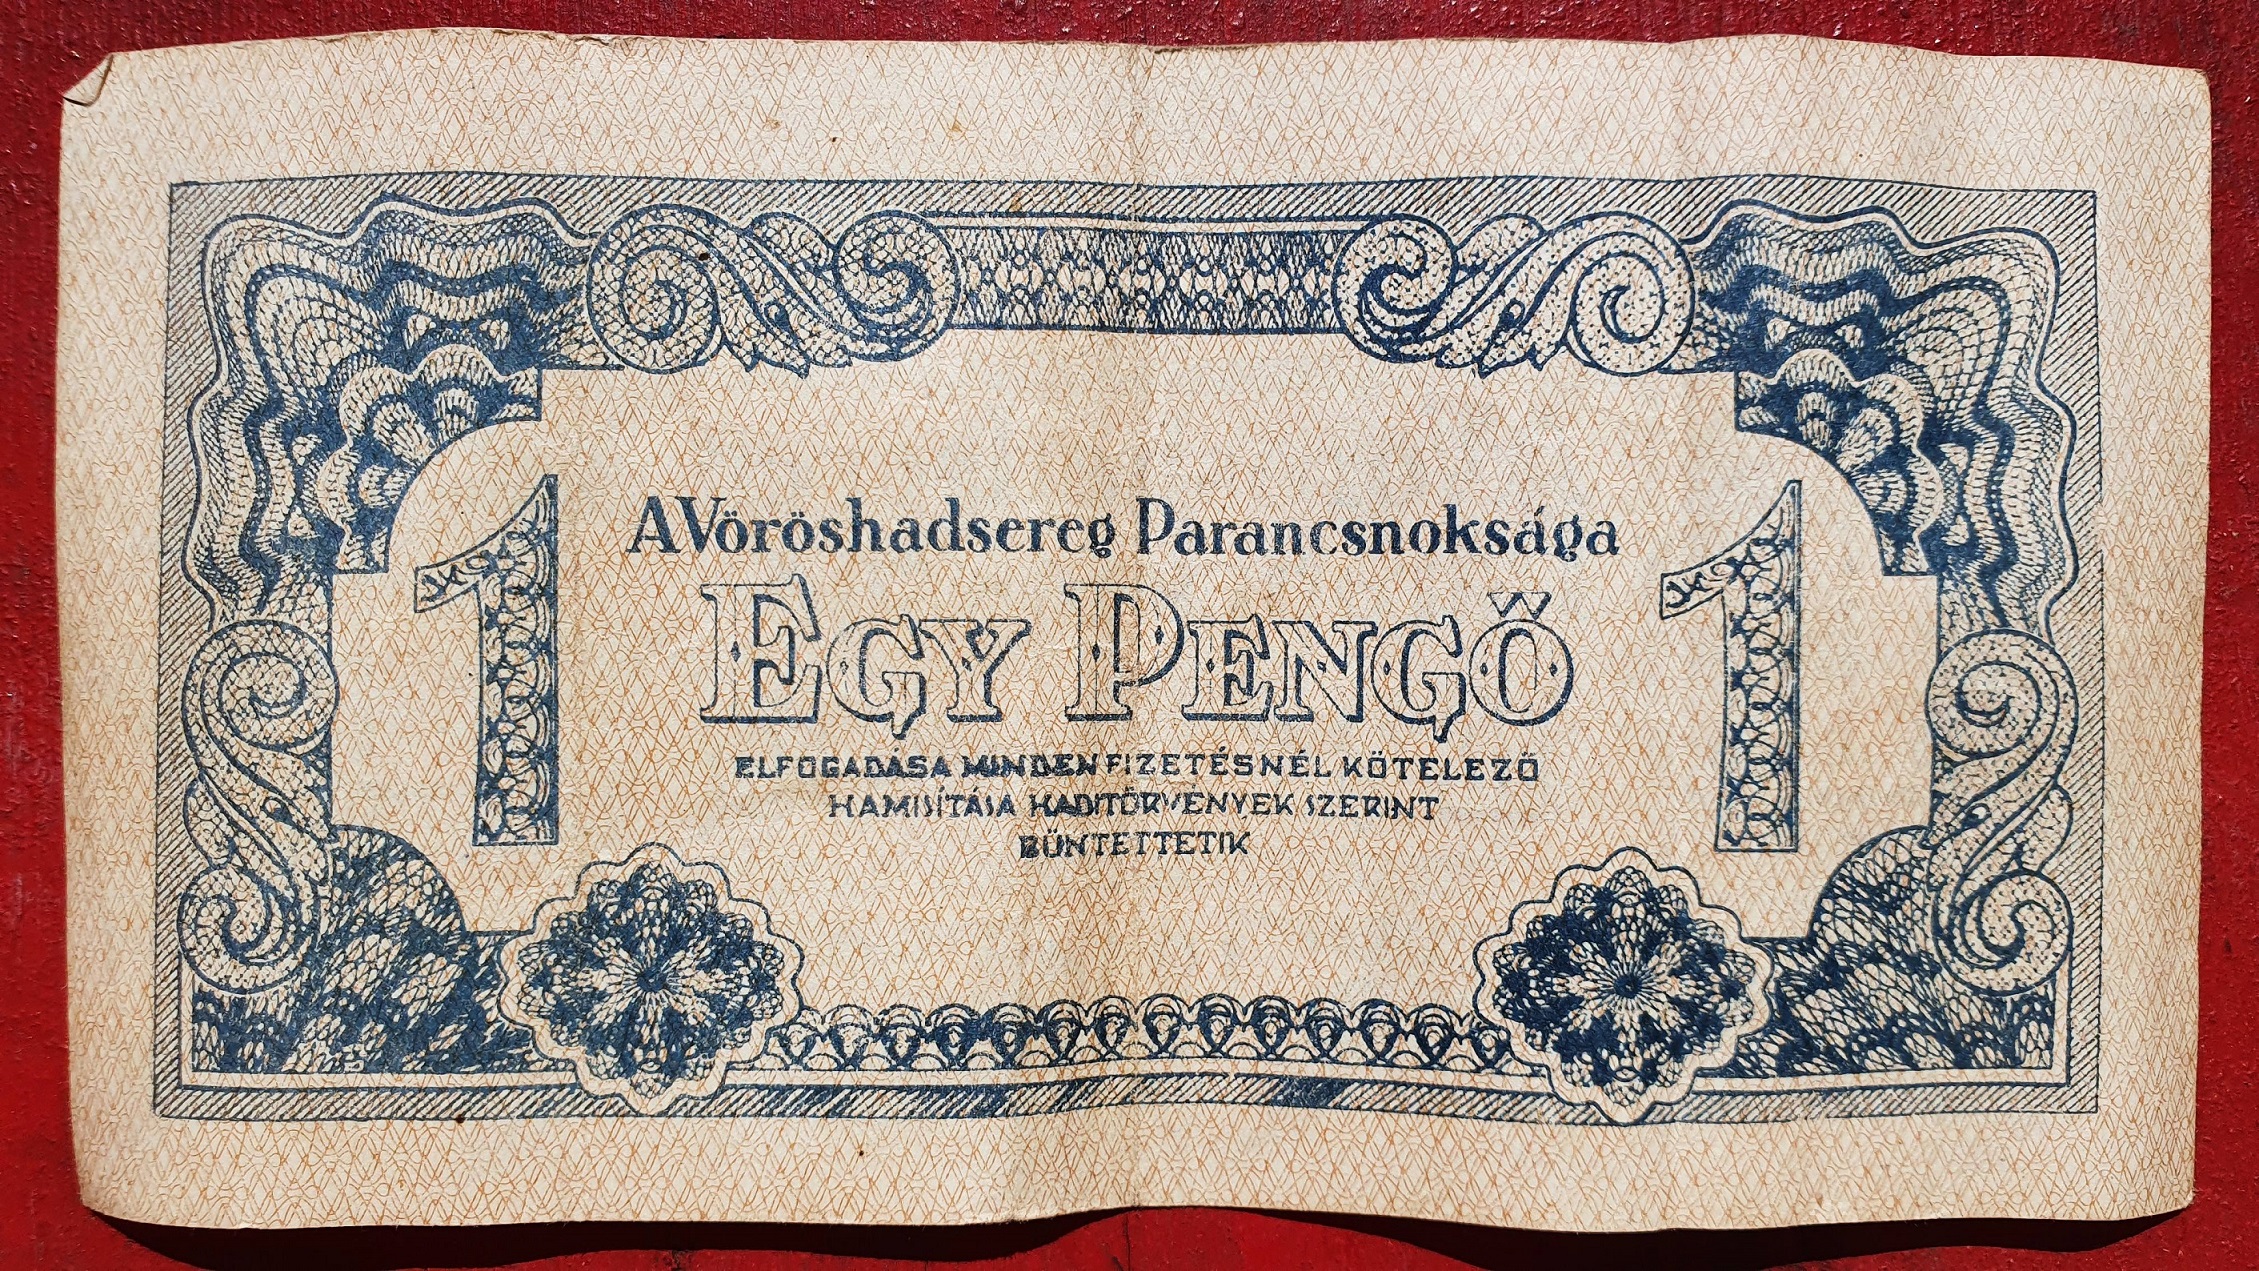 1
A Vöröshadsereg Parancsnoksága
1
EGY PENGŐ
ELFOGADÁSA MINDEN FIZETÉSNÉL KÖTELEZŐ
HAMISÍTÁSA HADITÖRVÉNYEK SZERINT
BÜNTETTETIK